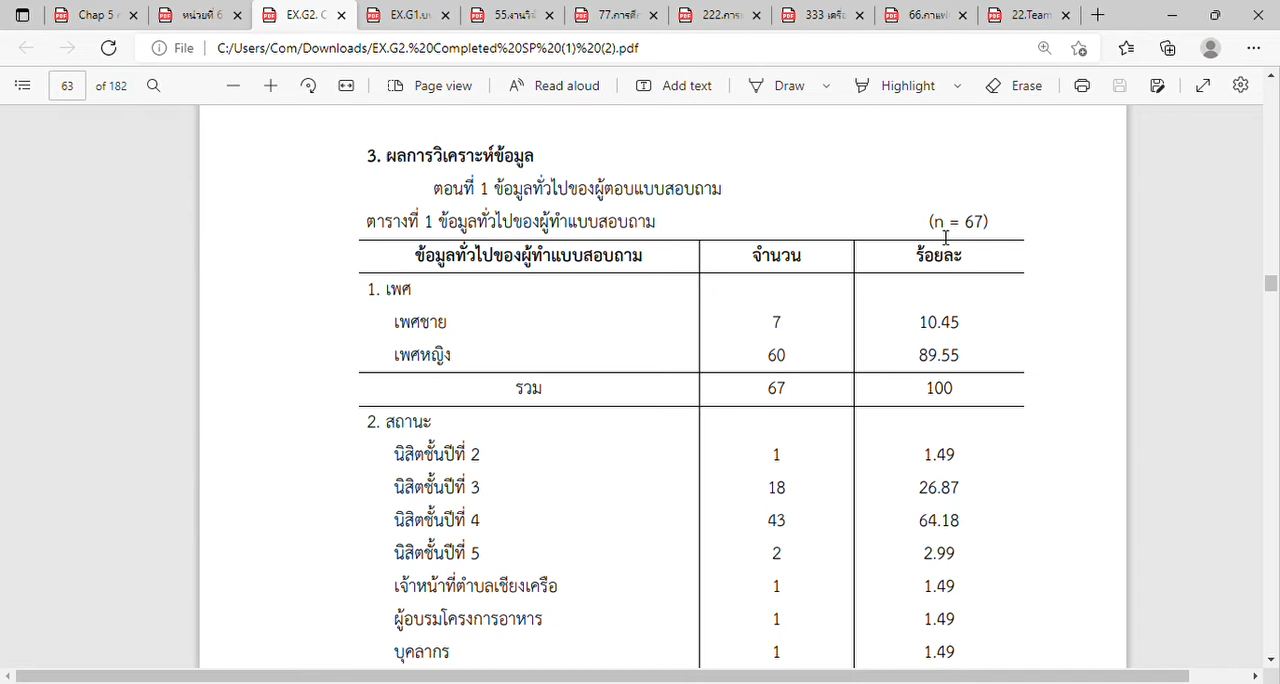 Chap 5
หน่วยที่ 6
EX.G2. C
EX.G1.บท
55.งานวิจั
77.การศึก
222.การ
333 เครื่อ
66.กาแฟ
22.Team
File
C:/Users/Com/Downloads/EX.G2.%20Completed%20SP%20(1)%20(2).pdf
63 of 182
Page view
Read aloud
Add text
Draw
Highlight
Erase
3. ผลการวิเคราะห์ข้อมูล
ตอนที่ 1 ข้อมูลทั่วไปของผู้ตอบแบบสอบถาม
ตารางที่ 1 ข้อมูลทั่วไปของผู้ทำแบบสอบถาม (n = 67)
ข้อมูลทั่วไปของผู้ทำแบบสอบถาม จำนวน ร้อยละ
1. เพศ
เพศชาย 7 10.45
เพศหญิง 60 89.55
รวม 67 100
2. สถานะ
นิสิตชั้นปีที่ 2 1 1.49
นิสิตชั้นปีที่ 3 18 26.87
นิสิตชั้นปีที่ 4 43 64.18
นิสิตชั้นปีที่ 5 2 2.99
เจ้าหน้าที่ตำบลเชียงเครือ 1 1.49
ผู้อบรมโครงการอาหาร 1 1.49
บุคลากร 1 1.49